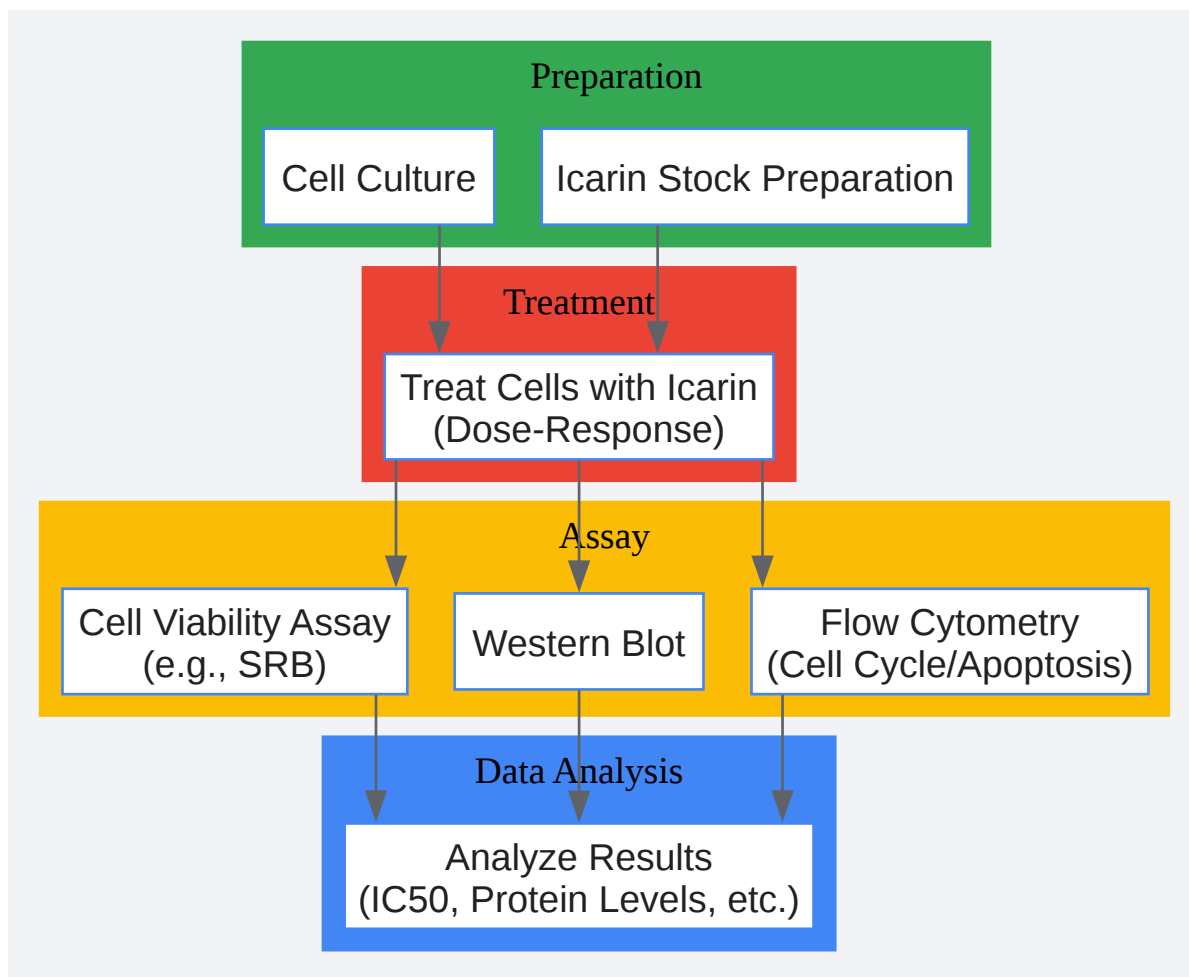 Preparation
Cell Culture
Icarin Stock Preparation
Treatment
Treat Cells with Icarin
(Dose-Response)
Assay
Cell Viability Assay
(e.g., SRB)
Western Blot
Flow Cytometry
(Cell Cycle/Apoptosis)
Data Analysis
Analyze Results
(IC50, Protein Levels, etc.)